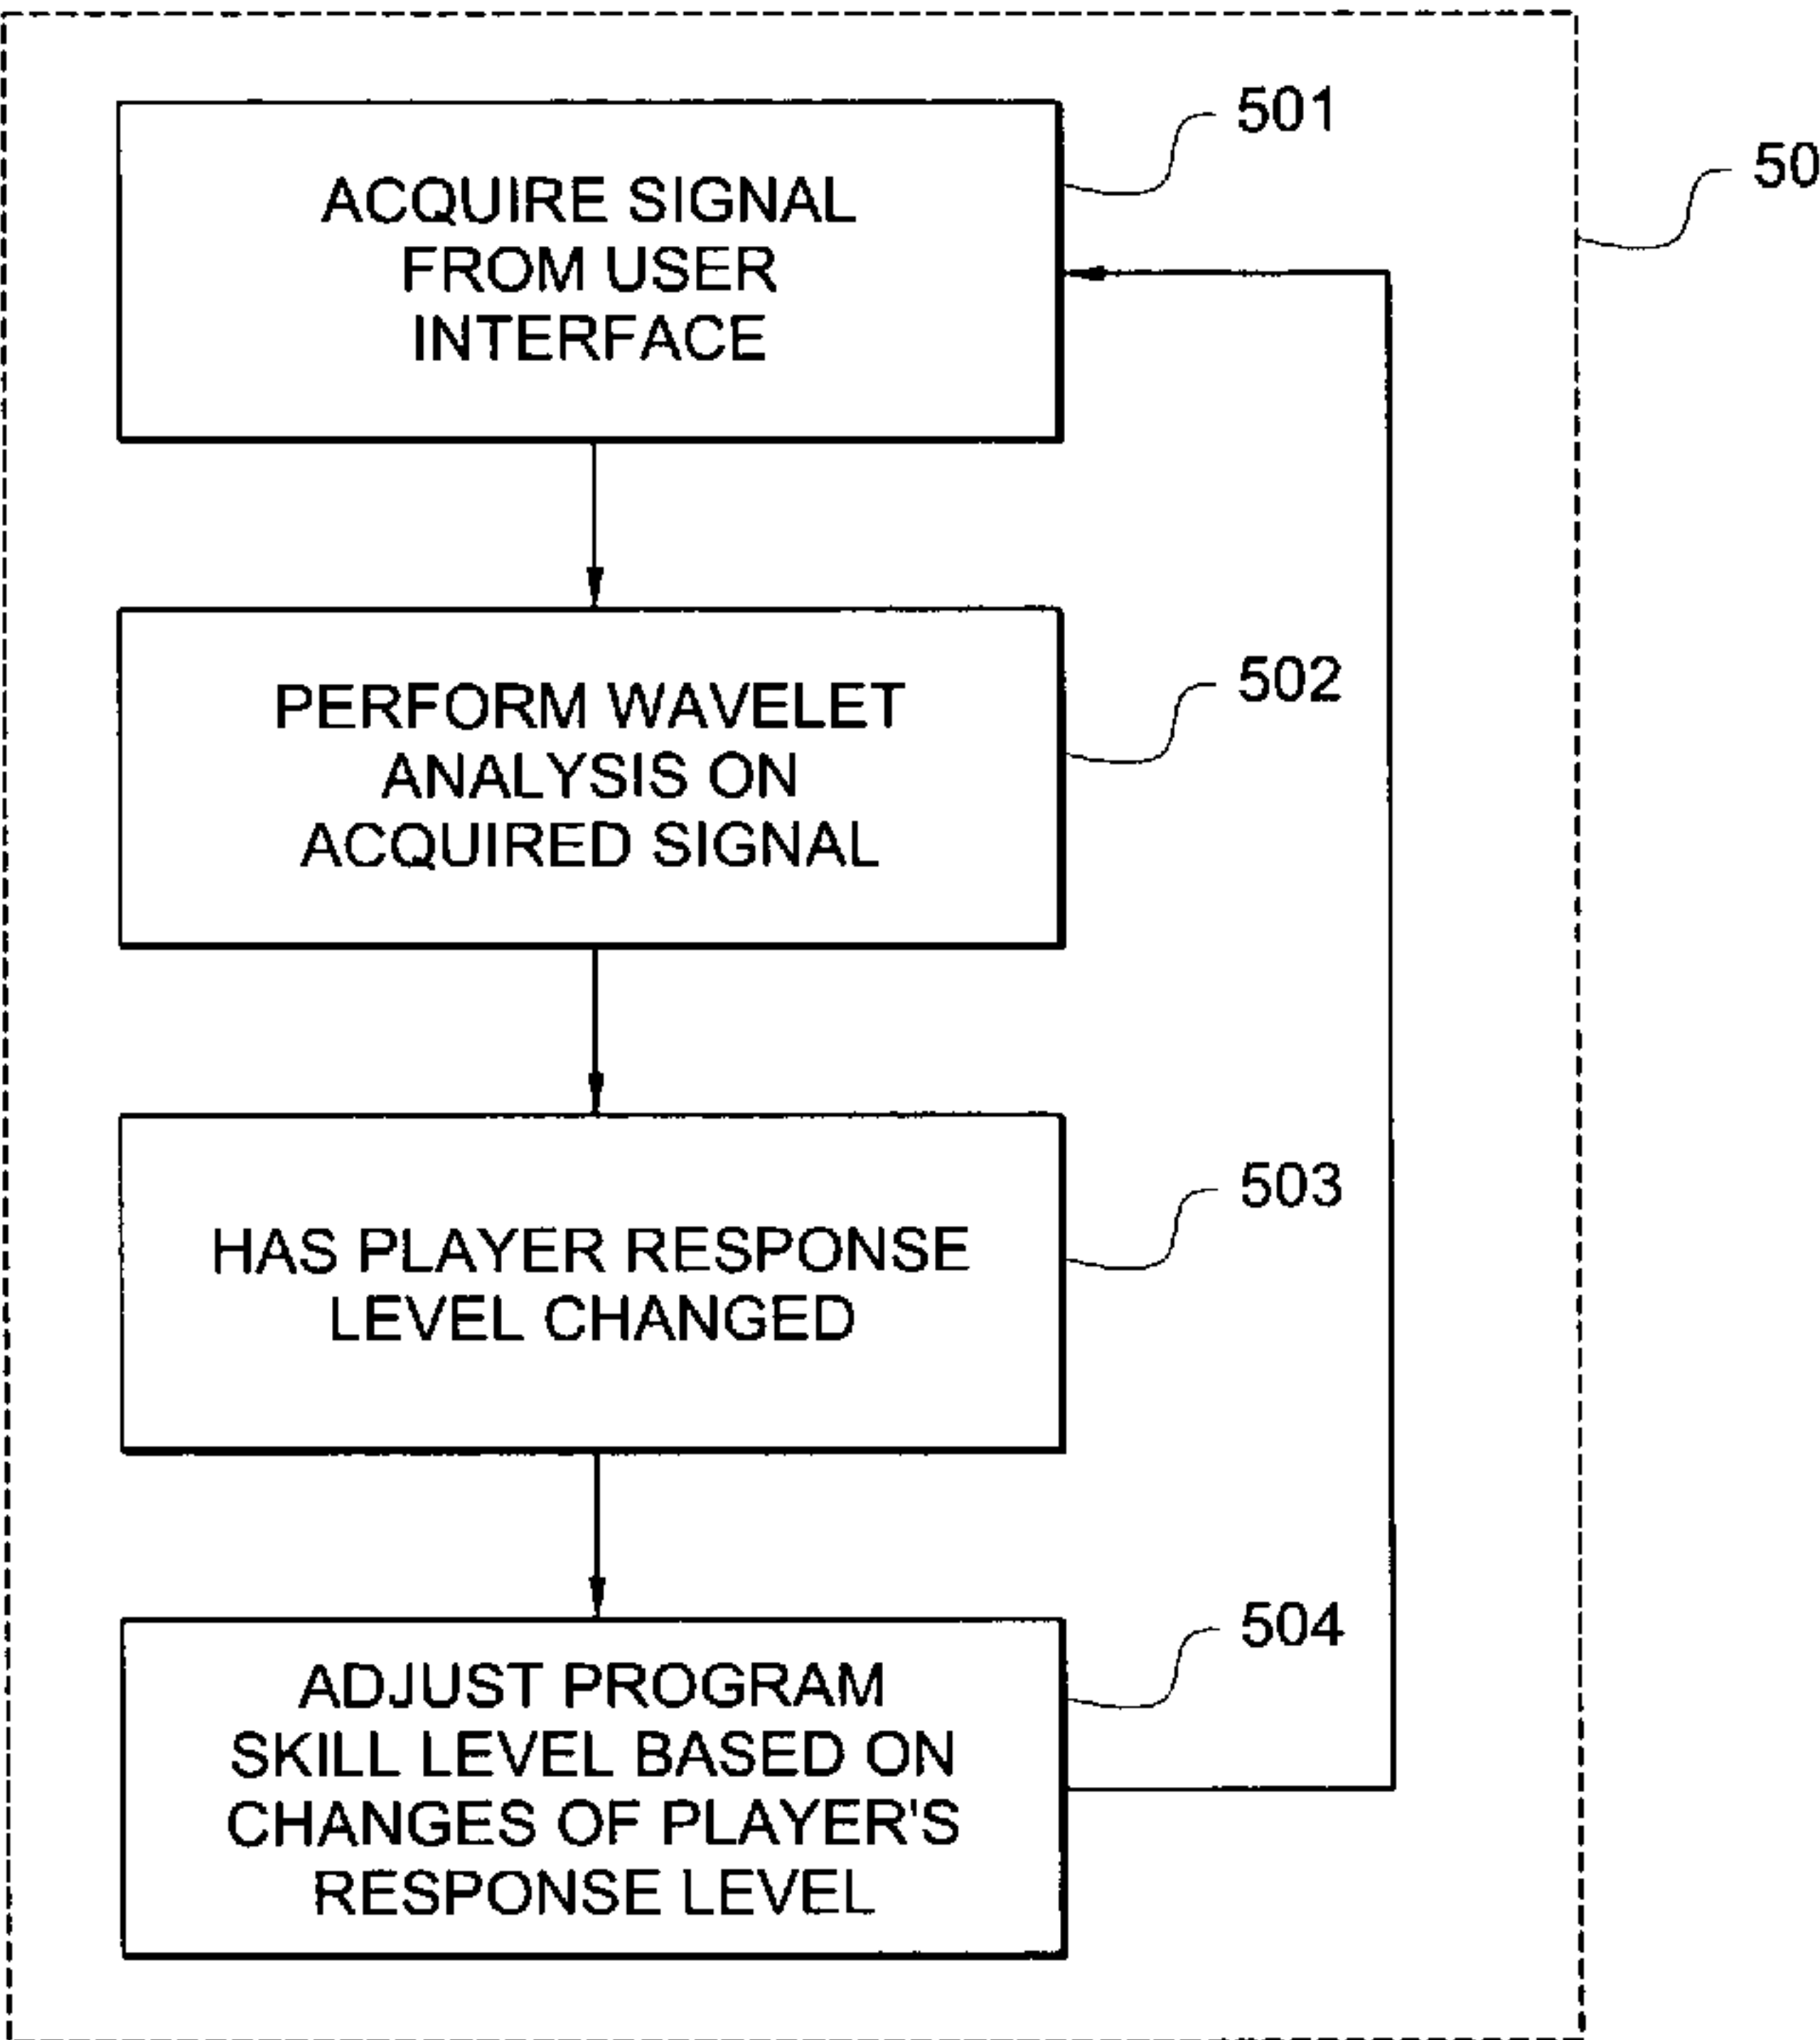 501
50
ACQUIRE SIGNAL
FROM USER
INTERFACE
502
PERFORM WAVELET
ANALYSIS ON
ACQUIRED SIGNAL
503
HAS PLAYER RESPONSE
LEVEL CHANGED
504
ADJUST PROGRAM
SKILL LEVEL BASED ON
CHANGES OF PLAYER'S
RESPONSE LEVEL